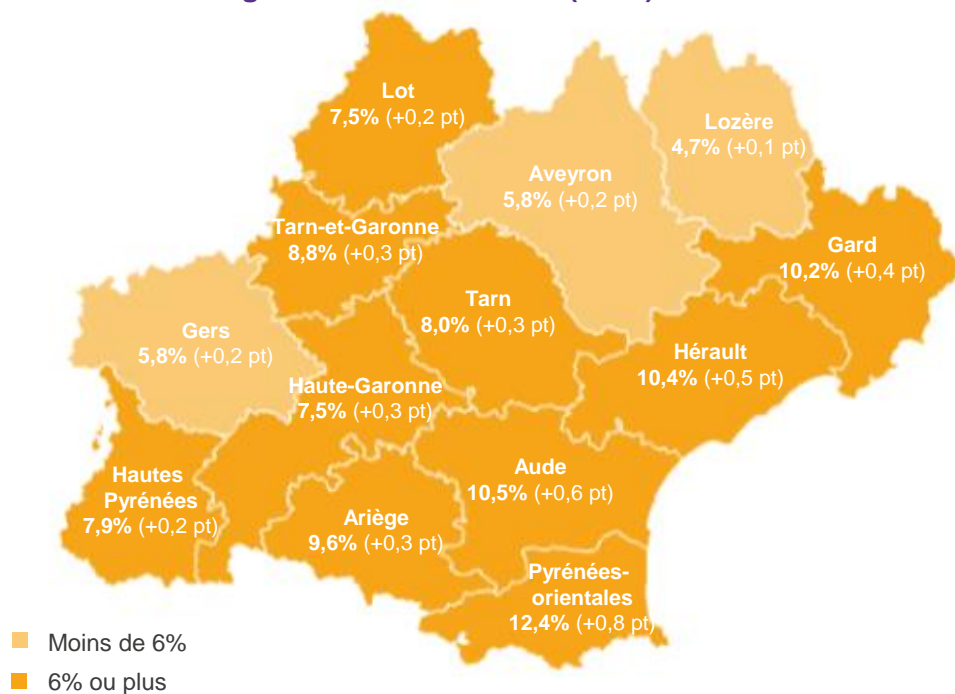 Lot
7,5% (+0,2 pt)
Lozère
4,7% (+0,1 pt)
Aveyron
5,8% (+0,2 pt)
Tarn-et-Garonne
8,8% (+0,3 pt)
Gard
10,2% (+0,4 pt)
Tarn
8,0% (+0,3 pt)
Gers
5,8% (+0,2 pt)
Hérault
10,4% (+0,5 pt)
Haute-Garonne
7,5% (+0,3 pt)
Hautes
Pyrénées
7,9% (+0,2 pt)
Aude
10,5% (+0,6 pt)
Ariège
9,6% (+0,3 pt)
Pyrénées-
orientales
12,4% (+0,8 pt)
Moins de 6%
6% ou plus